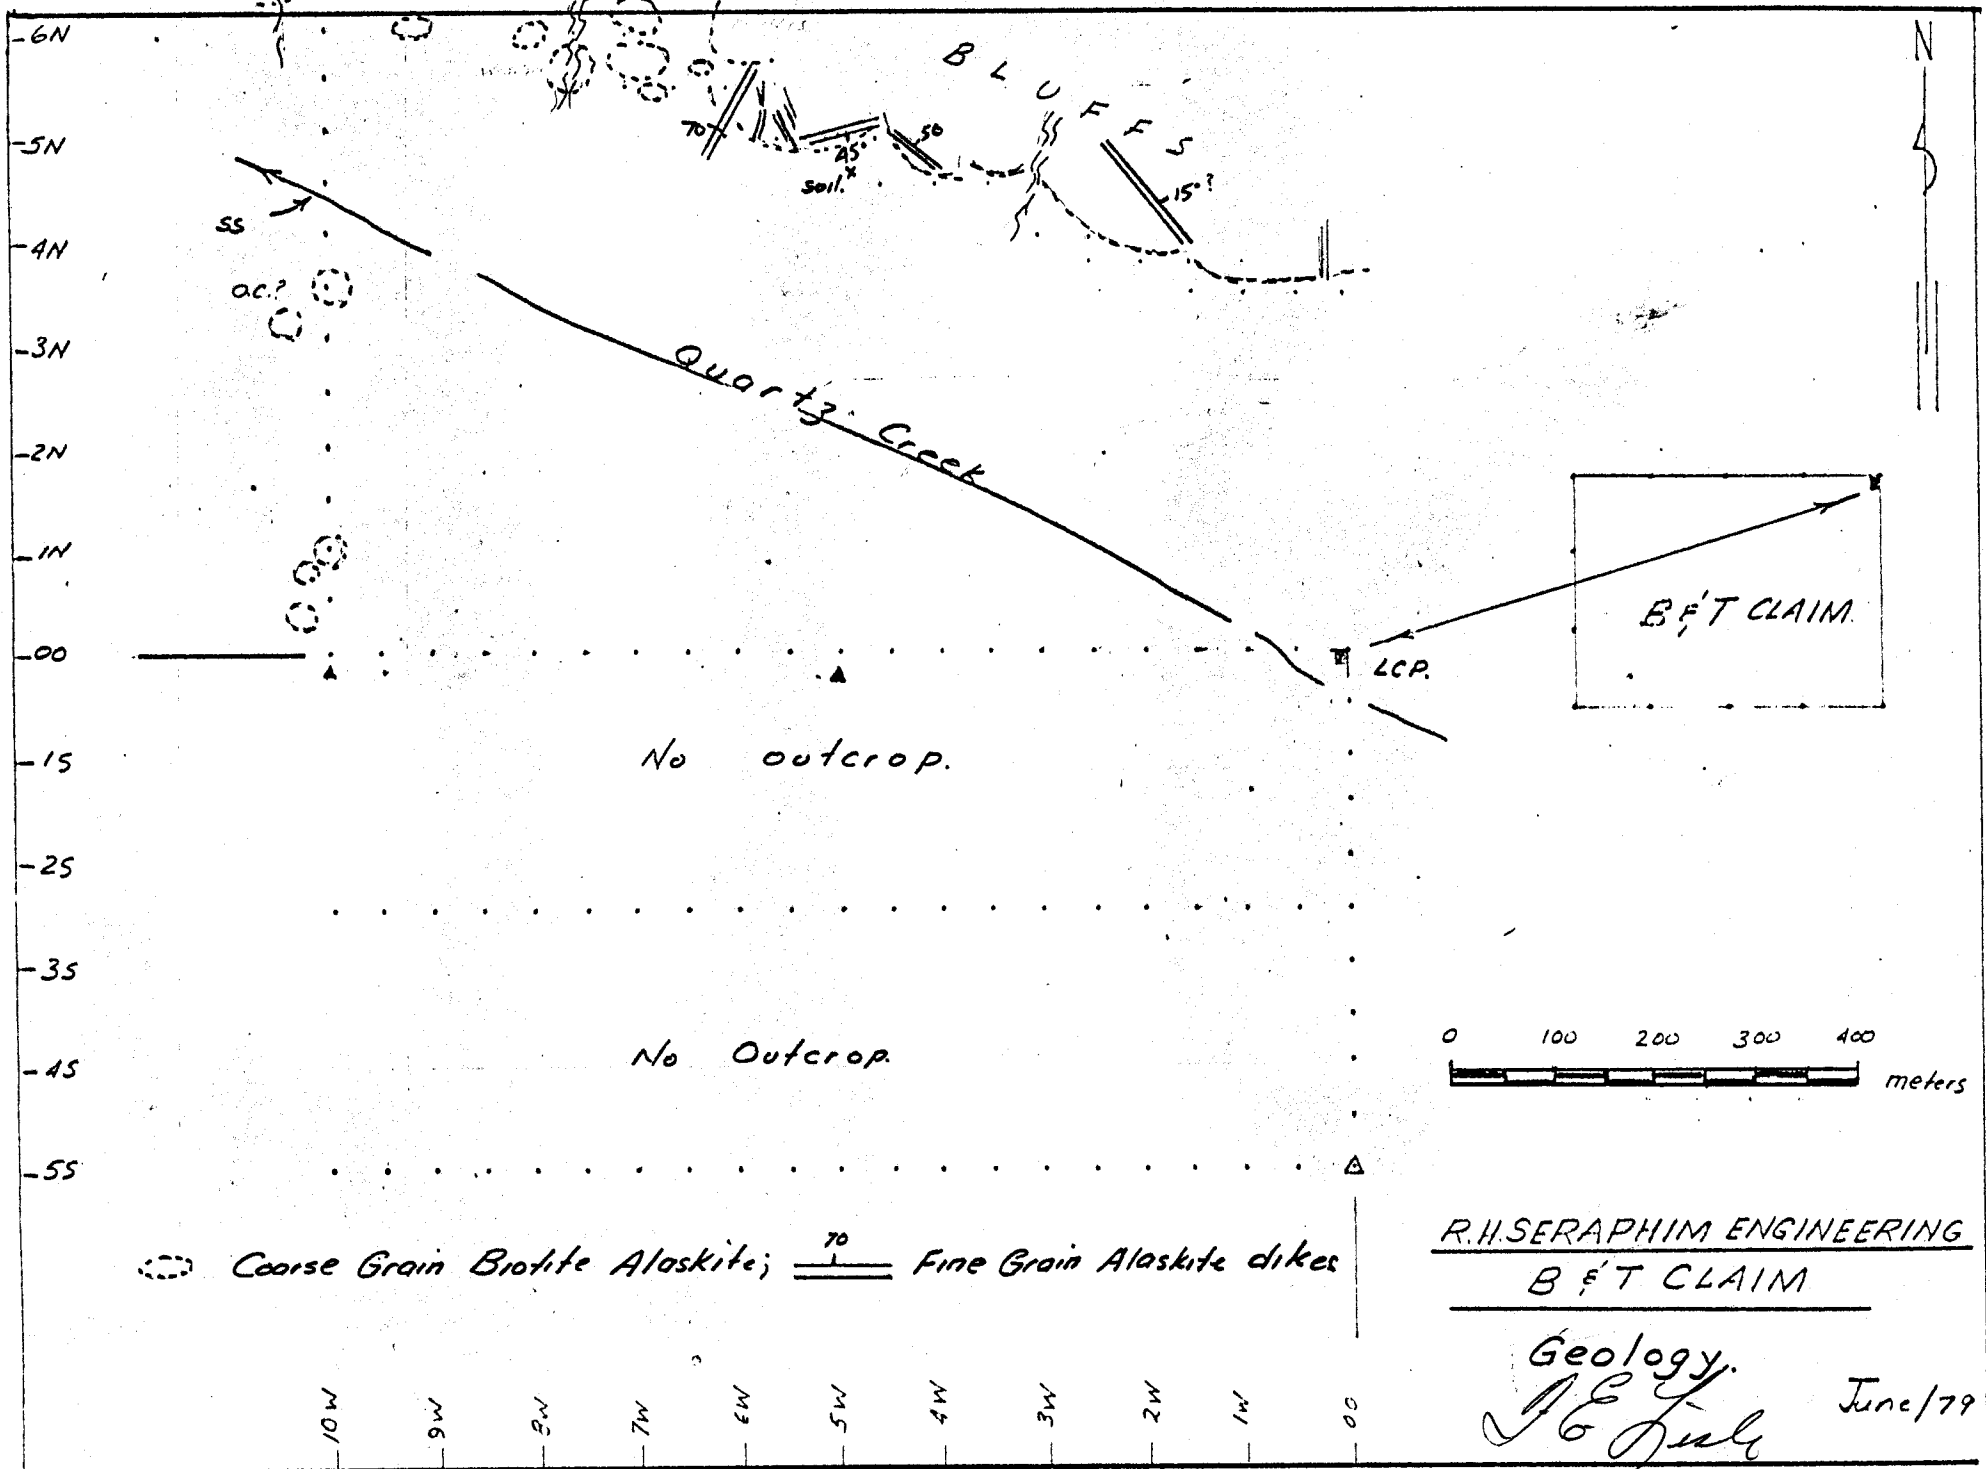 6N
5N
4N
3N
2N
1N
00
1S
2S
3S
4S
5S
N
B L U F F S
70
45
50
15°?
soil x
SS
O.C.?
Quartz Creek
B & T CLAIM.
LCP.
No outcrop.
No Outcrop.
0 100 200 300 400
meters
Coarse Grain Biotite Alaskite; 70 Fine Grain Alaskite dikes
R.H. SERAPHIM ENGINEERING
B & T CLAIM
Geology.
June/79
10W 9W 8W 7W 6W 5W 4W 3W 2W 1W 00